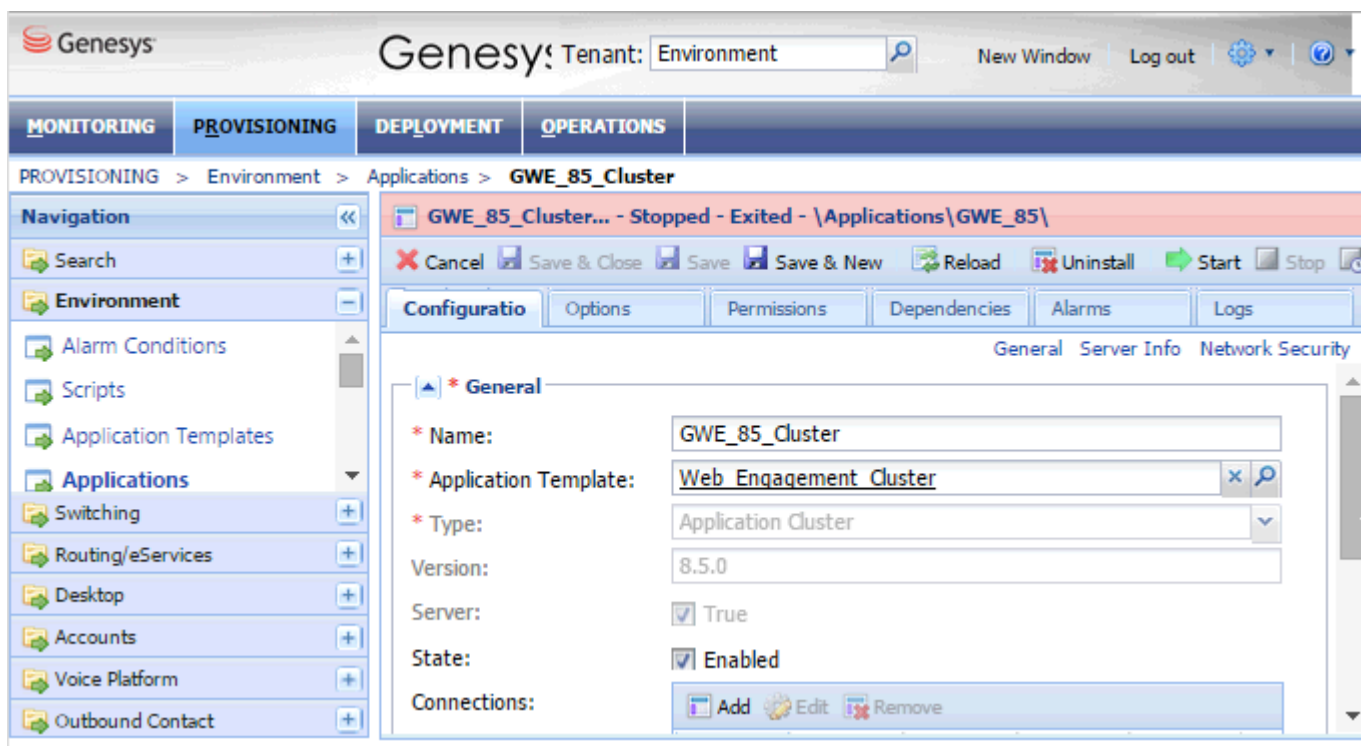 Genesys
Genesys Tenant: Environment New Window Log out
MONITORING PROVISIONING DEPLOYMENT OPERATIONS
PROVISIONING > Environment > Applications > GWE_85_Cluster
Navigation
GWE_85_Cluster... - Stopped - Exited - \Applications\GWE_85\
Search
Cancel Save & Close Save Save & New Reload Uninstall Start Stop
Environment
Configuratio Options Permissions Dependencies Alarms Logs
Alarm Conditions
General Server Info Network Security
Scripts
* General
Application Templates
* Name: GWE_85_Cluster
Applications
* Application Template: Web_Engagement_Cluster
Switching
* Type: Application Cluster
Routing/eServices
Version: 8.5.0
Desktop
Server: True
Accounts
State: Enabled
Voice Platform
Connections: Add Edit Remove
Outbound Contact